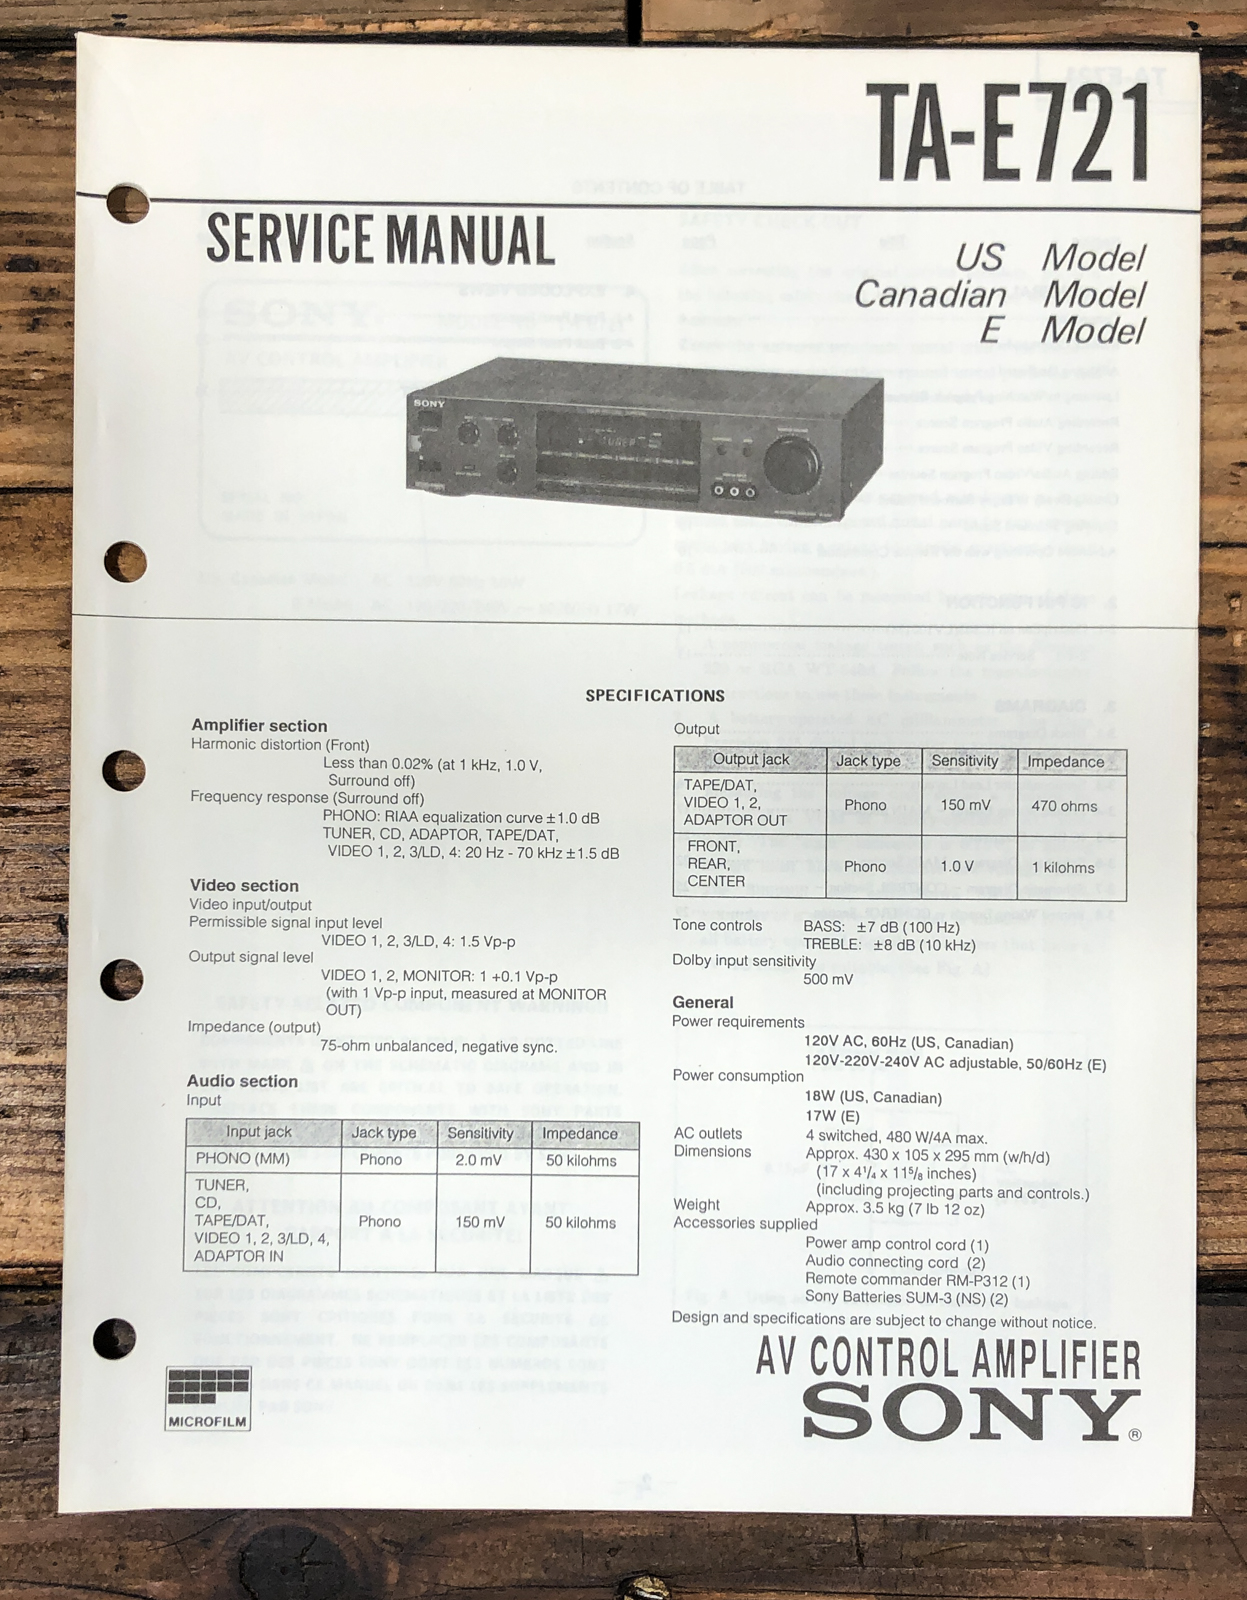 TA-E721
SERVICE MANUAL
US Model
Canadian Model
E Model
SONY
TUNER
SPECIFICATIONS
Amplifier section
Harmonic distortion (Front)
Less than 0.02% (at 1 kHz, 1.0 V,
Surround off)
Frequency response (Surround off)
PHONO: RIAA equalization curve ±1.0 dB
TUNER, CD, ADAPTOR, TAPE/DAT,
VIDEO 1, 2, 3/LD, 4: 20 Hz - 70 kHz ±1.5 dB
Video section
Video input/output
Permissible signal input level
VIDEO 1, 2, 3/LD, 4: 1.5 Vp-p
Output signal level
VIDEO 1, 2, MONITOR: 1 +0.1 Vp-p
(with 1 Vp-p input, measured at MONITOR
OUT)
Impedance (output)
75-ohm unbalanced, negative sync.
Audio section
Input
Input jack Jack type Sensitivity Impedance
PHONO (MM) Phono 2.0 mV 50 kilohms
TUNER,
CD,
TAPE/DAT, Phono 150 mV 50 kilohms
VIDEO 1, 2, 3/LD, 4,
ADAPTOR IN
Output
Output jack Jack type Sensitivity Impedance
TAPE/DAT,
VIDEO 1, 2, Phono 150 mV 470 ohms
ADAPTOR OUT
FRONT,
REAR, Phono 1.0 V 1 kilohms
CENTER
Tone controls BASS: ±7 dB (100 Hz)
TREBLE: ±8 dB (10 kHz)
Dolby input sensitivity
500 mV
General
Power requirements
120V AC, 60Hz (US, Canadian)
120V-220V-240V AC adjustable, 50/60Hz (E)
Power consumption
18W (US, Canadian)
17W (E)
AC outlets 4 switched, 480 W/4A max.
Dimensions Approx. 430 x 105 x 295 mm (w/h/d)
(17 x 4¹/₄ x 11⁵/₈ inches)
(including projecting parts and controls.)
Weight Approx. 3.5 kg (7 lb 12 oz)
Accessories supplied
Power amp control cord (1)
Audio connecting cord (2)
Remote commander RM-P312 (1)
Sony Batteries SUM-3 (NS) (2)
Design and specifications are subject to change without notice.
AV CONTROL AMPLIFIER
SONY®
MICROFILM